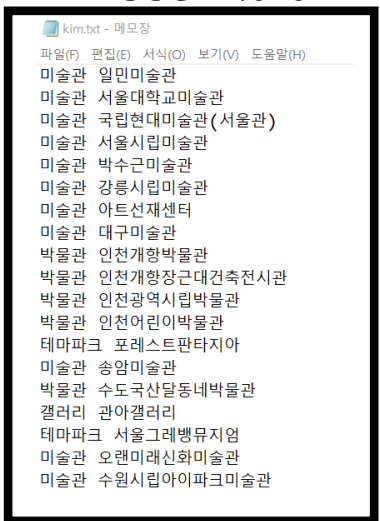 kim.txt - 메모장
파일(F) 편집(E) 서식(O) 보기(V) 도움말(H)
미술관 일민미술관
미술관 서울대학교미술관
미술관 국립현대미술관(서울관)
미술관 서울시립미술관
미술관 박수근미술관
미술관 강릉시립미술관
미술관 아트선재센터
미술관 대구미술관
박물관 인천개항박물관
박물관 인천개항장근대건축전시관
박물관 인천광역시립박물관
박물관 인천어린이박물관
테마파크 포레스트판타지아
미술관 송암미술관
박물관 수도국산달동네박물관
갤러리 관아갤러리
테마파크 서울그레뱅뮤지엄
미술관 오랜미래신화미술관
미술관 수원시립아이파크미술관